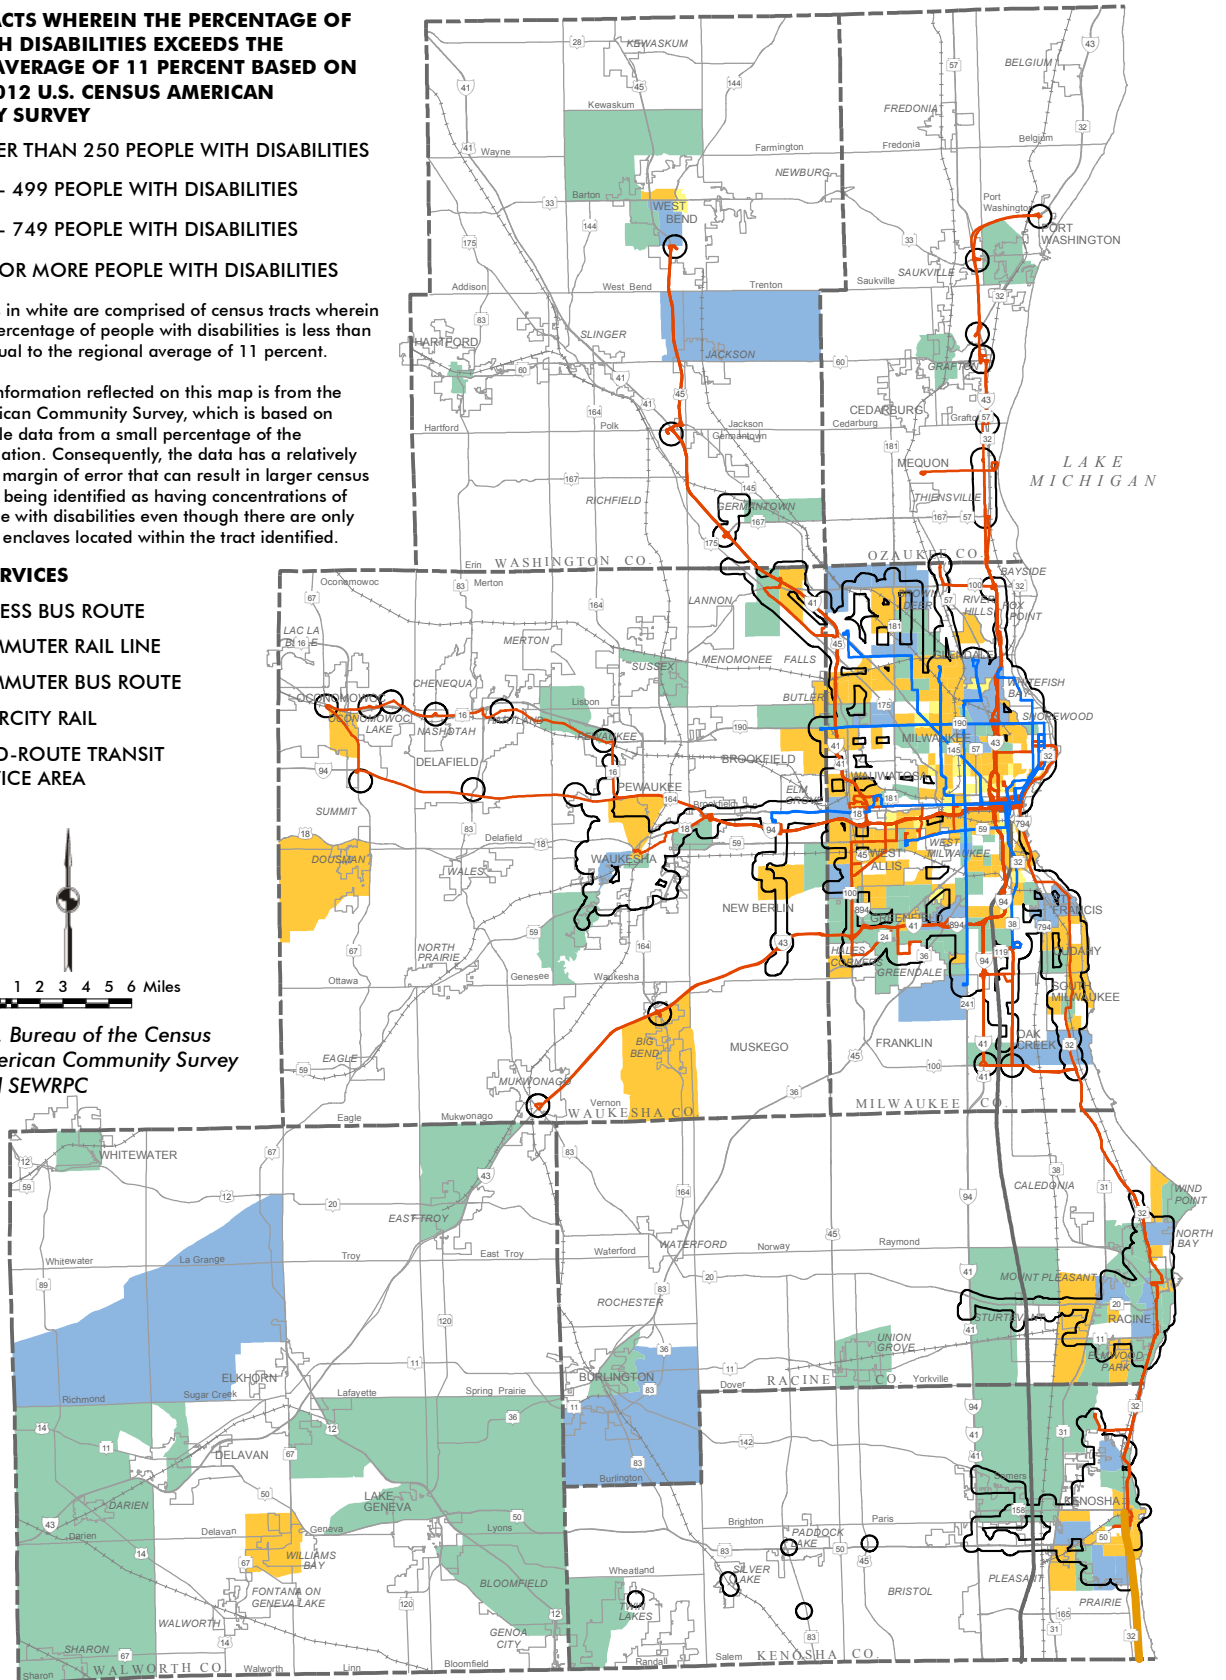 ACTS WHEREIN THE PERCENTAGE OF
H DISABILITIES EXCEEDS THE
AVERAGE OF 11 PERCENT BASED ON
012 U.S. CENSUS AMERICAN
Y SURVEY
ER THAN 250 PEOPLE WITH DISABILITIES
- 499 PEOPLE WITH DISABILITIES
- 749 PEOPLE WITH DISABILITIES
OR MORE PEOPLE WITH DISABILITIES
s in white are comprised of census tracts wherein
percentage of people with disabilities is less than
qual to the regional average of 11 percent.
nformation reflected on this map is from the
rican Community Survey, which is based on
le data from a small percentage of the
lation. Consequently, the data has a relatively
margin of error that can result in larger census
being identified as having concentrations of
e with disabilities even though there are only
enclaves located within the tract identified.
RVICES
ESS BUS ROUTE
MMUTER RAIL LINE
MMUTER BUS ROUTE
RCITY RAIL
D-ROUTE TRANSIT
VICE AREA
1 2 3 4 5 6 Miles
. Bureau of the Census
erican Community Survey
d SEWRPC
KEWASKUM
Kewaskum
Wayne
Farmington
Fredonia
FREDONIA
BELGIUM
Belgium
NEWBURG
Barton
WEST
BEND
Port
Washington
PORT
WASHINGTON
SAUKVILLE
Saukville
Addison
West Bend
Trenton
SLINGER
HARTFORD
JACKSON
GRAFTON
CEDARBURG
Cedarburg
Grafton
Hartford
Polk
Jackson
Germantown
MEQUON
THIENSVILLE
LAKE
MICHIGAN
RICHFIELD
GERMANTOWN
Erin
WASHINGTON CO.
OZAUKEE CO.
BAYSIDE
Oconomowoc
Merton
LANNON
BROWN
DEER
RIVER
HILLS
FOX
POINT
LAC LA
MERTON
SUSSEX
MENOMONEE FALLS
GLENDALE
WHITEFISH
BAY
CHENEQUA
OCONOMOWOC
OCONOMOWOC
LAKE
NASHOTAH
HARTLAND
Lisbon
PEWAUKEE
BUTLER
SHOREWOOD
MILWAUKEE
DELAFIELD
BROOKFIELD
WAUWATOSA
ELM
GROVE
PEWAUKEE
Brookfield
SUMMIT
Delafield
DOUSMAN
WALES
WAUKESHA
WEST
MILWAUKEE
WEST
ALLIS
NEW BERLIN
GREENFIELD
FRANCIS
CUDAHY
HALES
CORNERS
GREENDALE
NORTH
PRAIRIE
Genesee
Waukesha
Ottawa
SOUTH
MILWAUKEE
BIG
BEND
MUSKEGO
FRANKLIN
OAK
CREEK
EAGLE
MUKWONAGO
Vernon
Eagle
Mukwonago
WAUKESHA CO.
MILWAUKEE CO.
WHITEWATER
CALEDONIA
WIND
POINT
NORTH
BAY
EAST TROY
Whitewater
La Grange
Troy
East Troy
Waterford
WATERFORD
Norway
Raymond
ROCHESTER
MOUNT PLEASANT
STURTEVANT
RACINE
UNION
GROVE
ELMWOOD
PARK
ELKHORN
BURLINGTON
Dover
RACINE CO.
Yorkville
Richmond
Sugar Creek
Lafayette
Spring Prairie
DELAVAN
Burlington
LAKE
GENEVA
Somers
KENOSHA
DARIEN
Darien
Delavan
Geneva
Lyons
Brighton
Paris
PADDOCK
LAKE
WILLIAMS
BAY
Wheatland
SILVER
LAKE
PLEASANT
PRAIRIE
BRISTOL
BLOOMFIELD
FONTANA ON
GENEVA LAKE
TWIN
LAKES
WALWORTH
GENOA
CITY
SHARON
Sharon
WALWORTH CO.
Walworth
Linn
Bloomfield
Randall
Salem
KENOSHA CO.